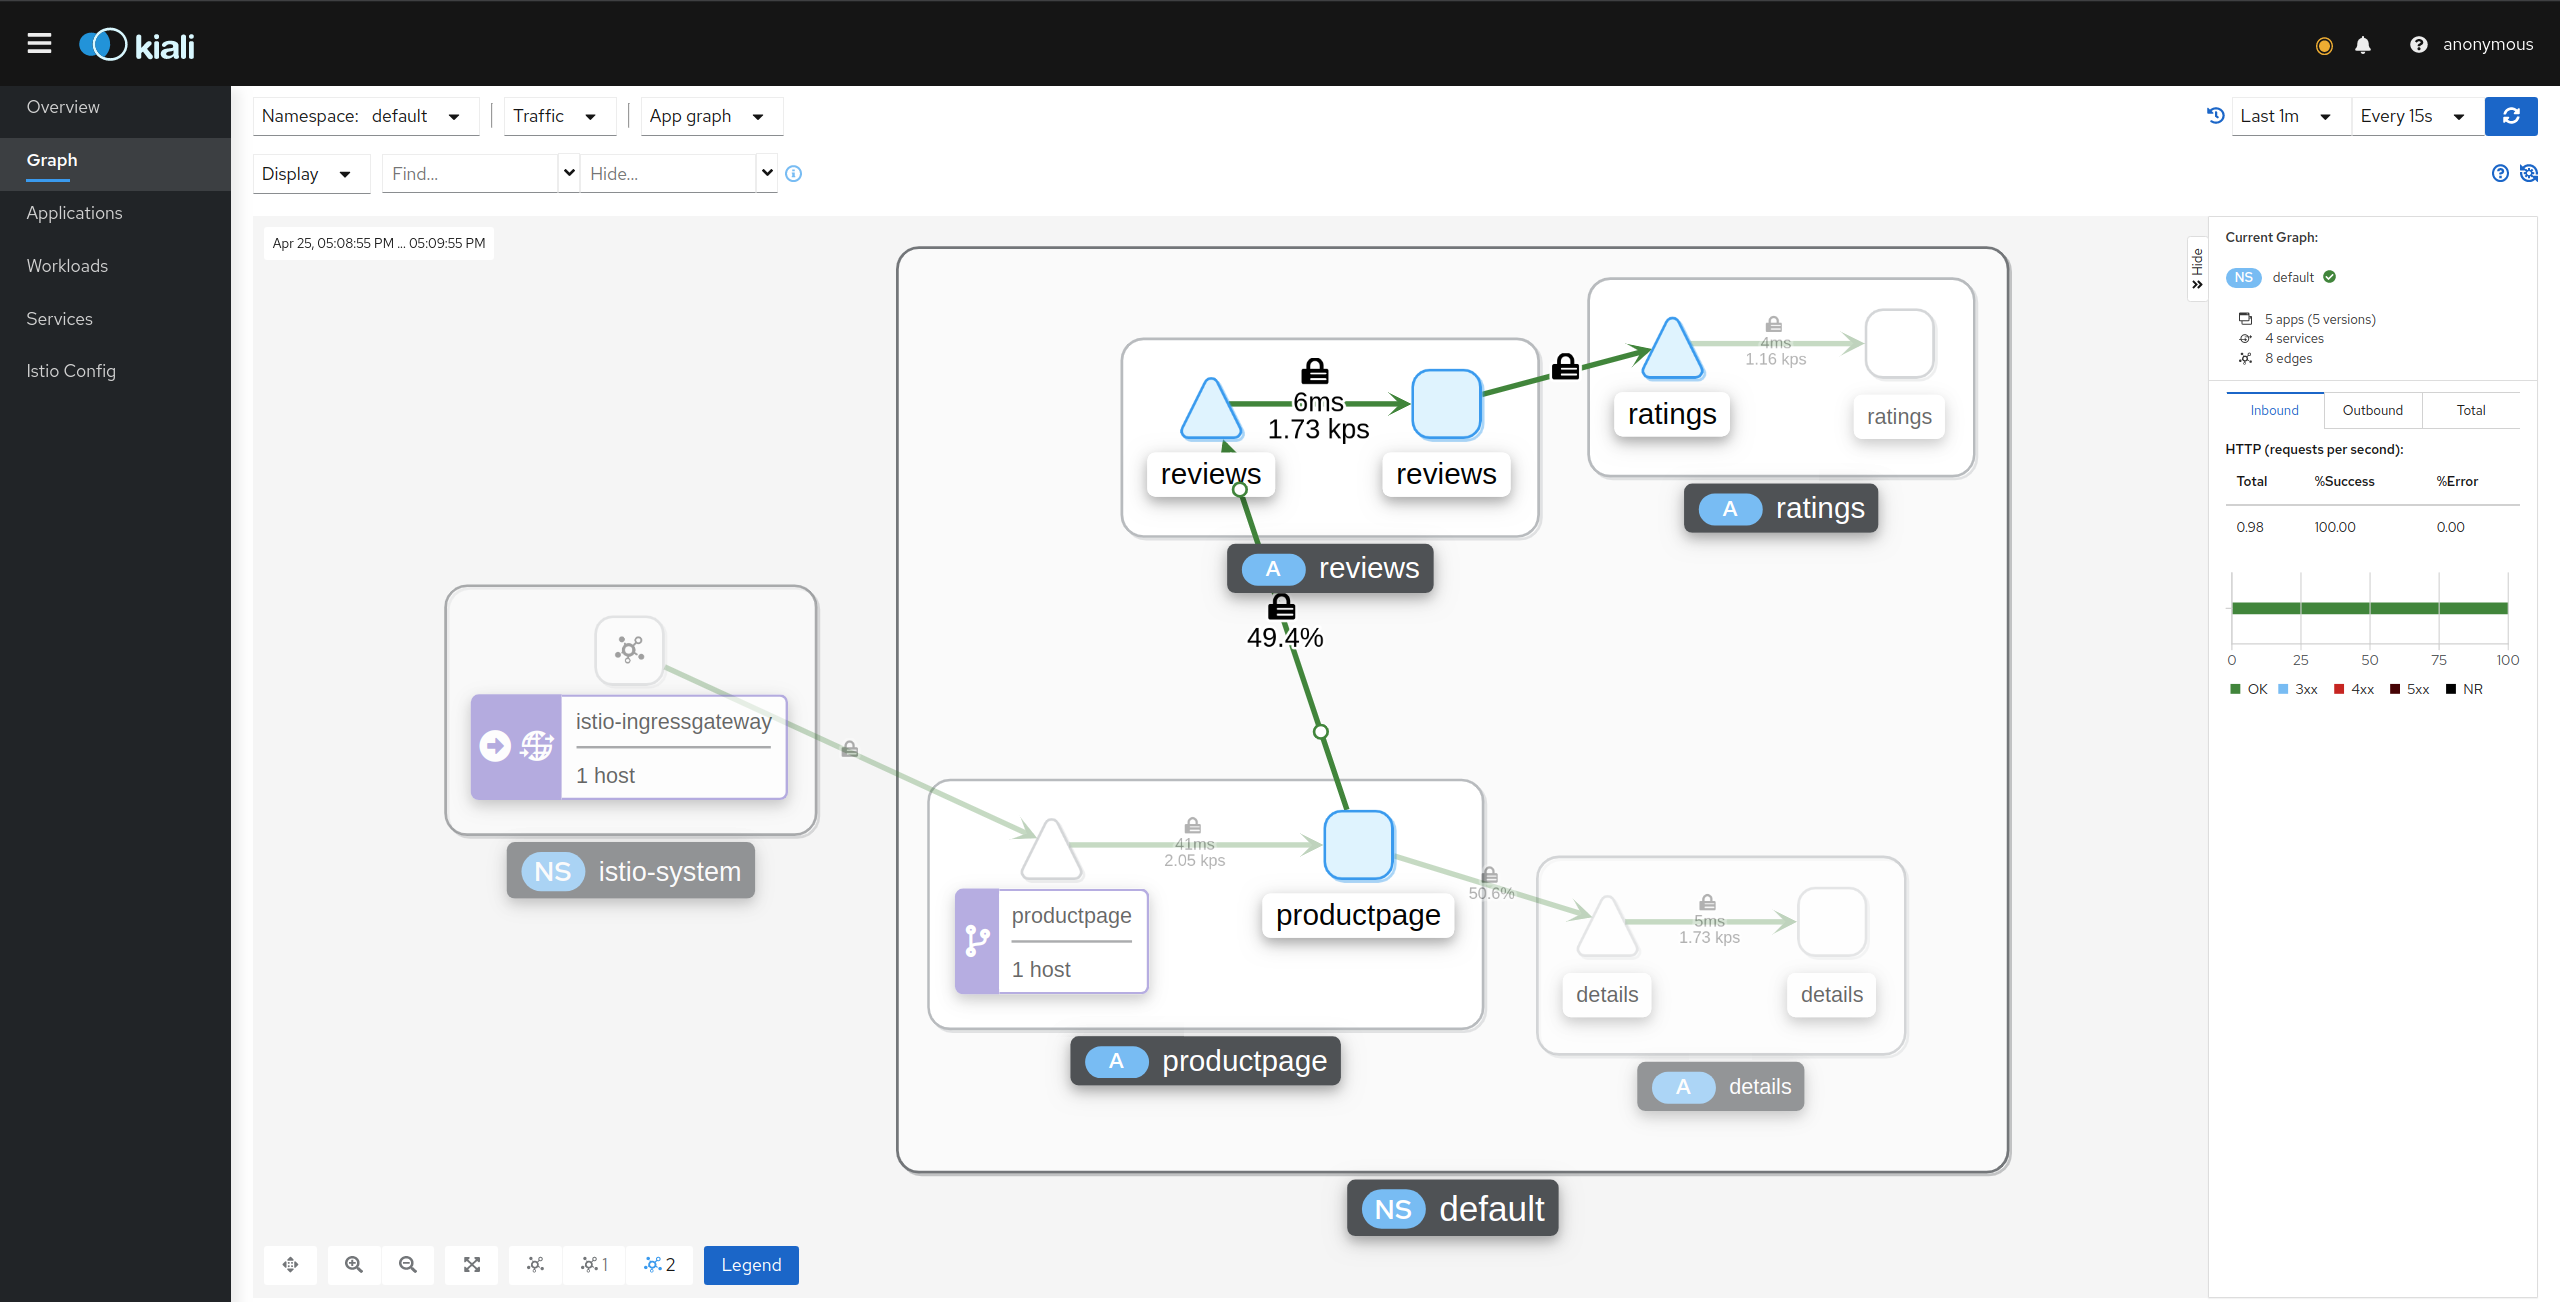 kiali
anonymous
Overview
Graph
Applications
Workloads
Services
Istio Config
Namespace: default
Traffic
App graph
Last 1m
Every 15s
Display
Find...
Hide...
Apr 25, 05:08:55 PM ... 05:09:55 PM
6ms
1.73 kps
reviews
reviews
A reviews
4ms
1.16 kps
ratings
ratings
A ratings
49.4%
istio-ingressgateway
1 host
NS istio-system
41ms
2.05 kps
productpage
1 host
productpage
A productpage
50.6%
5ms
1.73 kps
details
details
A details
NS default
1
2
Legend
Hide
Current Graph:
NS default
5 apps (5 versions)
4 services
8 edges
Inbound
Outbound
Total
HTTP (requests per second):
Total %Success %Error
0.98 100.00 0.00
0 25 50 75 100
OK 3xx 4xx 5xx NR